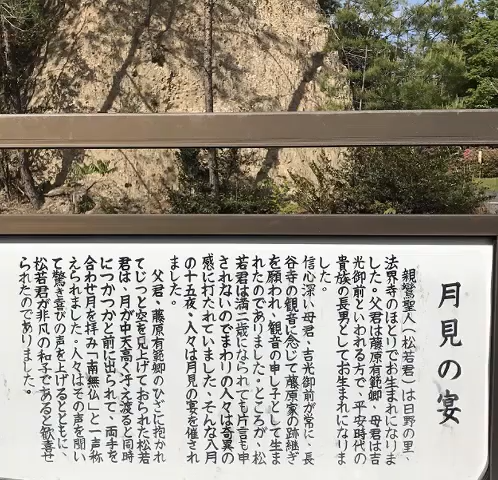 月見の宴
親鸞聖人（松若君）は日野の里、
法界寺のほとりでお生まれになりま
した。父君は藤原有範卿、母君は吉
光御前といわれる方で、平安時代の
貴族の長男としてお生まれになりま
した。
信心深い母君、吉光御前が常に、長
谷寺の観音に念じて藤原家の跡継ぎ
を願われ、観音の申し子として生ま
れたのでありました。ところが、松
若君は満二歳になられても片言も申
されないのでまわりの人々は奇異の
感に打たれていました、そんな八月
の十五夜、人々は月見の宴を催され
ました。
父君、藤原有範卿のひざに抱かれ
てじっと空を見上げておられた松若
君は、月が中天高く冴え渡ると同時
につかつかと前に出られて、両手を
合わせ月を拝み「南無仏」と一声称
えられました。人々はその声を聞い
て驚き喜びの声を上げるとともに、
松若君が非凡の和子であると歓喜せ
られたのでありました。